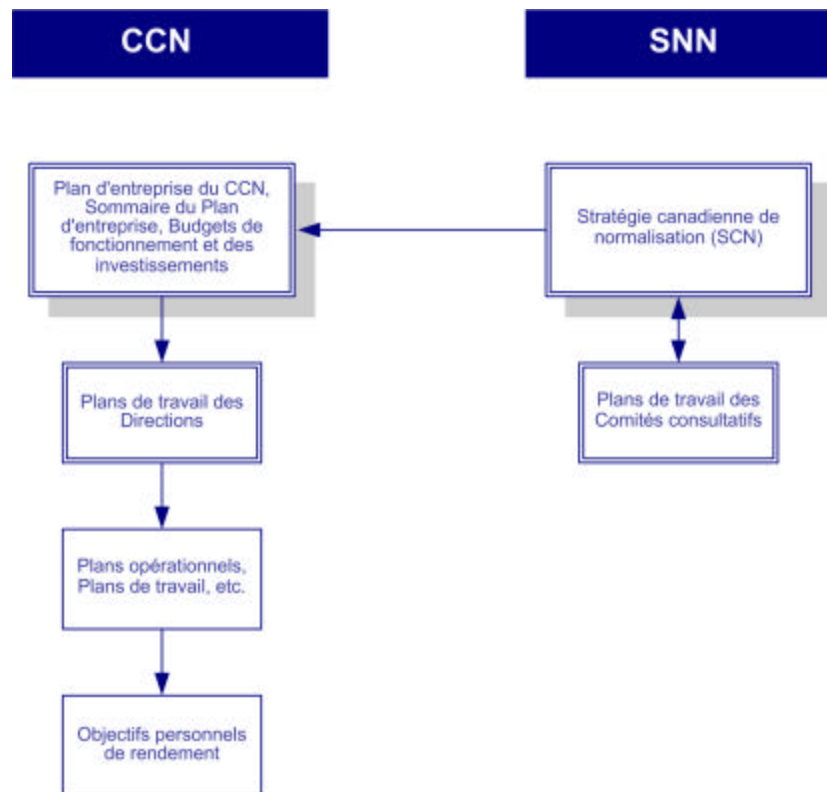 CCN
SNN
Plan d'entreprise du CCN,
Sommaire du Plan
d'entreprise, Budgets de
fonctionnement et des
investissements
Stratégie canadienne de
normalisation (SCN)
Plans de travail des
Directions
Plans de travail des
Comités consultatifs
Plans opérationnels,
Plans de travail, etc.
Objectifs personnels
de rendement